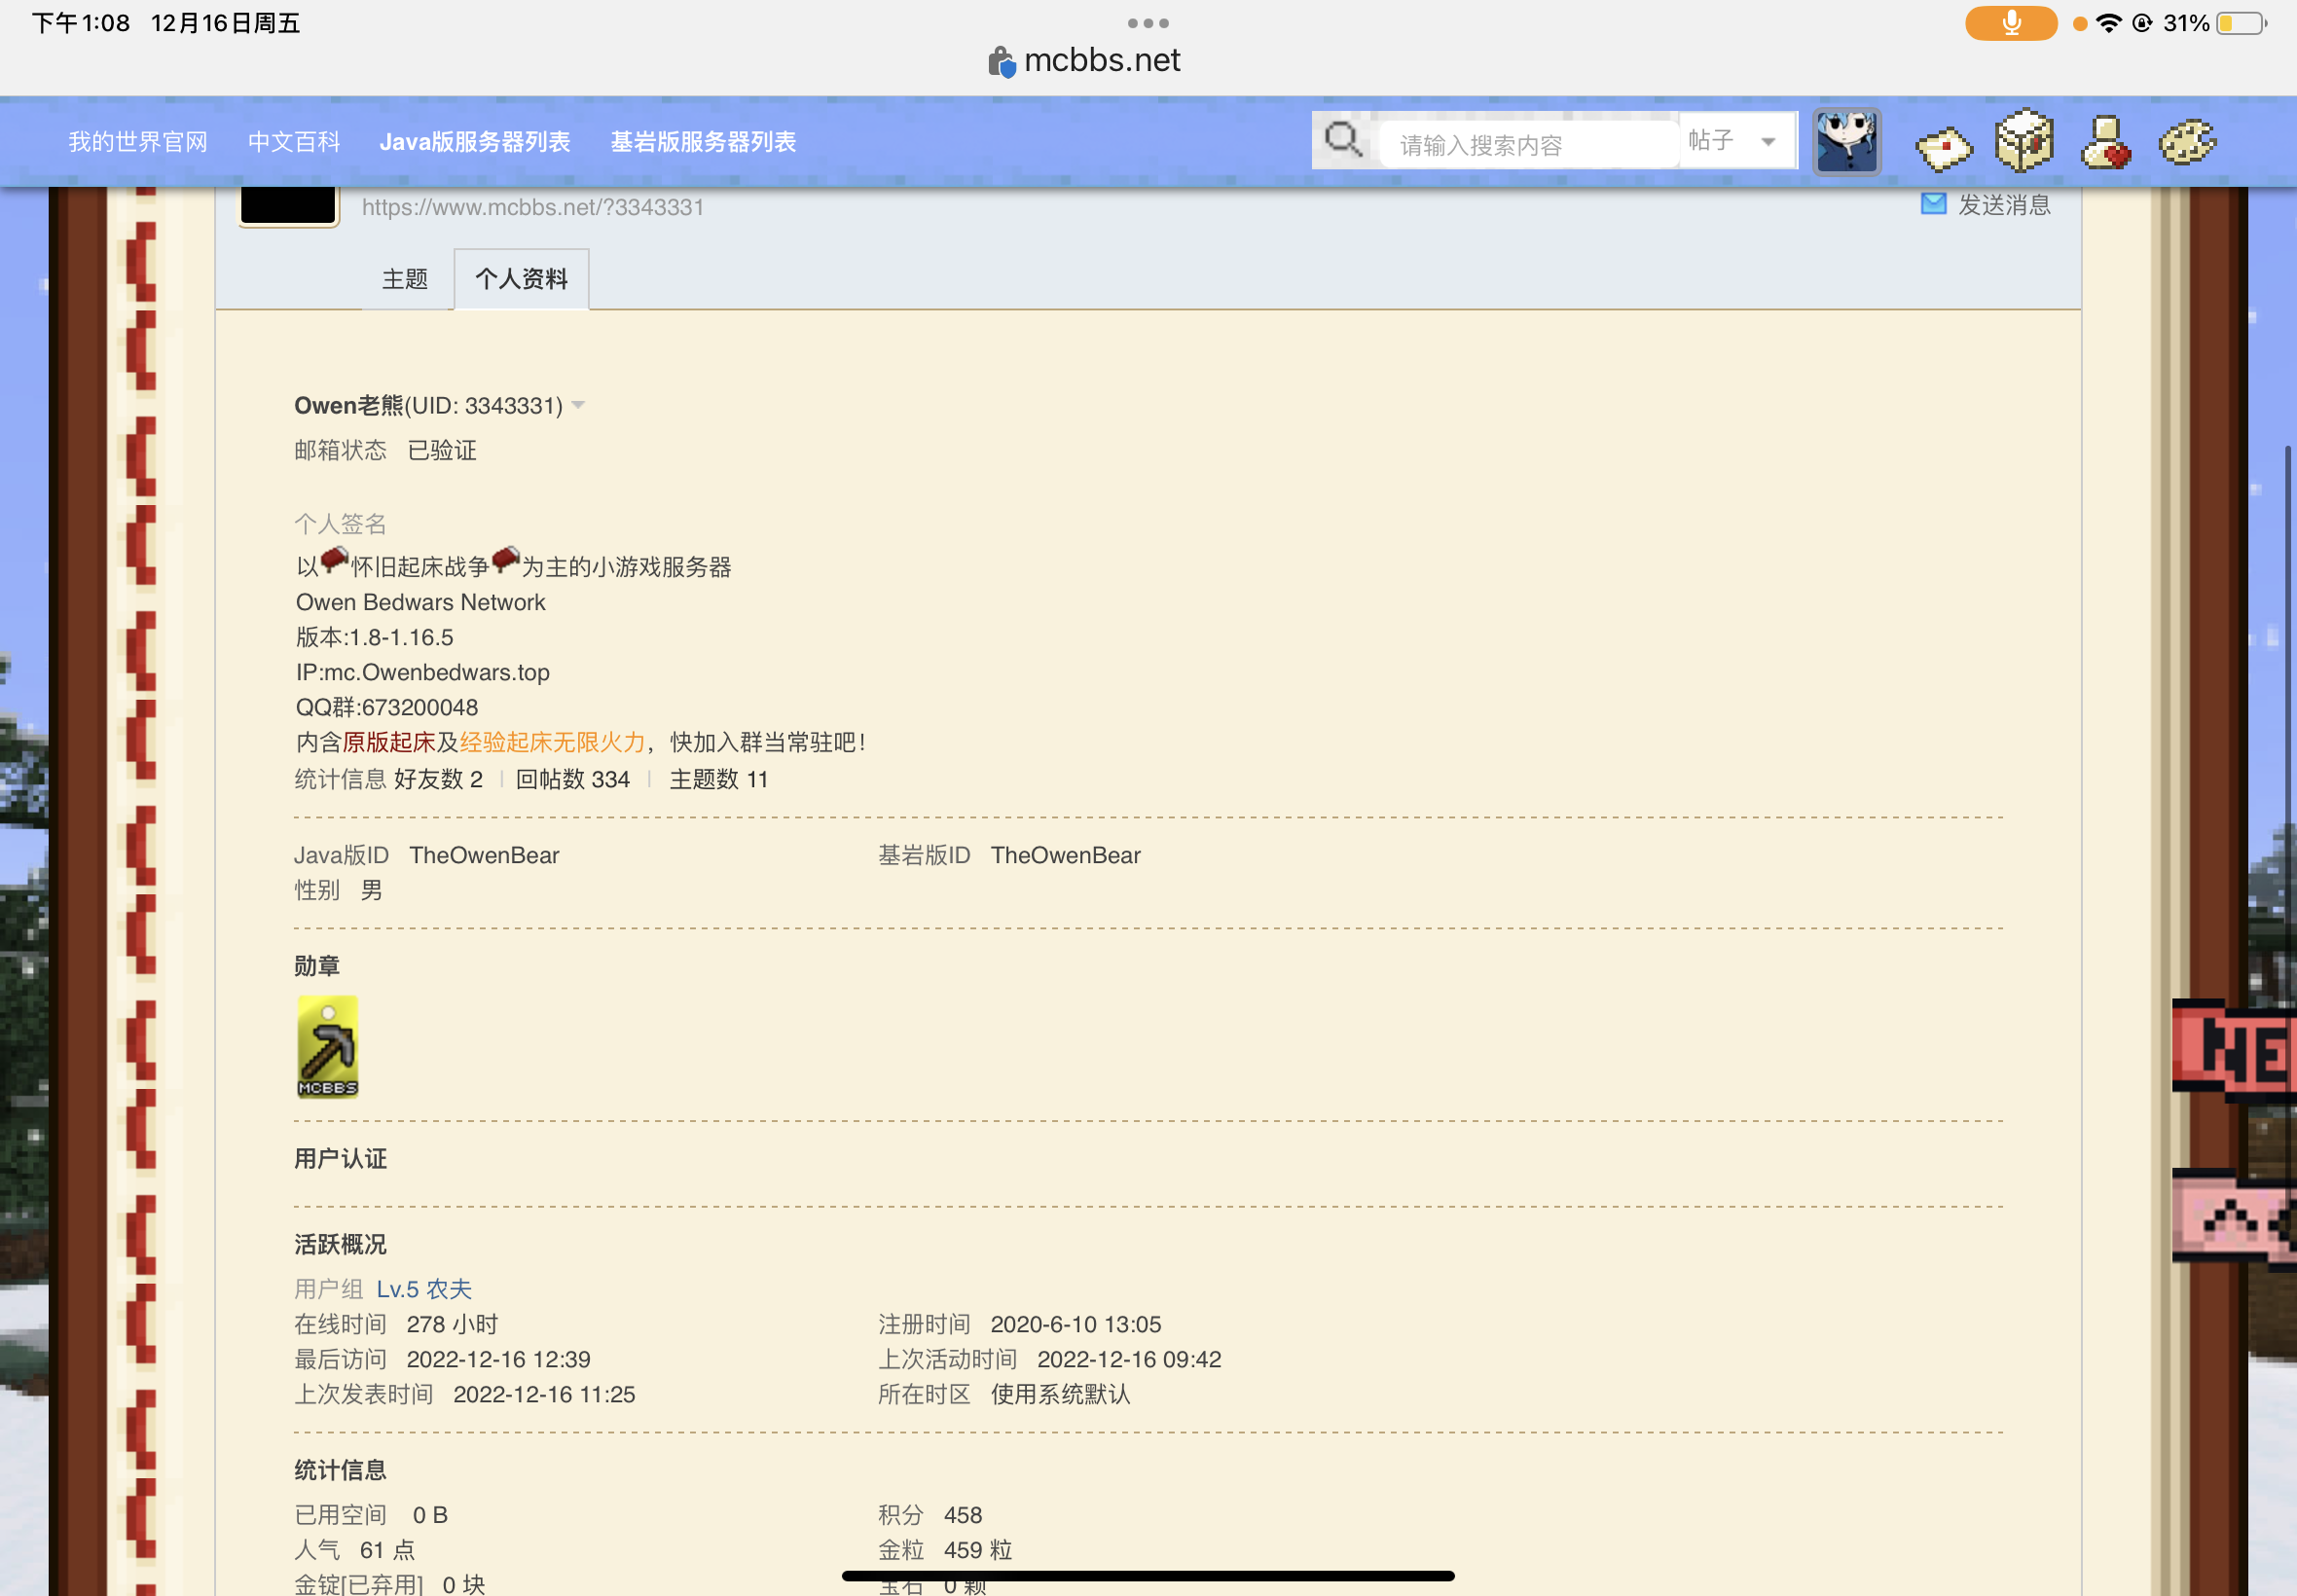 下午1:08 12月16日周五
31%
mcbbs.net
我的世界官网 中文百科 Java版服务器列表 基岩版服务器列表
请输入搜索内容 帖子
https://www.mcbbs.net/?3343331
发送消息
主题 个人资料
Owen老熊(UID: 3343331)
邮箱状态 已验证
个人签名
以怀旧起床战争为主的小游戏服务器
Owen Bedwars Network
版本:1.8-1.16.5
IP:mc.Owenbedwars.top
QQ群:673200048
内含原版起床及经验起床无限火力，快加入群当常驻吧！
统计信息 好友数 2 | 回帖数 334 | 主题数 11
Java版ID TheOwenBear 基岩版ID TheOwenBear
性别 男
勋章
MCBBS
NE
用户认证
活跃概况
用户组 Lv.5 农夫
在线时间 278 小时 注册时间 2020-6-10 13:05
最后访问 2022-12-16 12:39 上次活动时间 2022-12-16 09:42
上次发表时间 2022-12-16 11:25 所在时区 使用系统默认
统计信息
已用空间 0 B 积分 458
人气 61 点 金粒 459 粒
金锭[已弃用] 0 块 宝石 0 颗